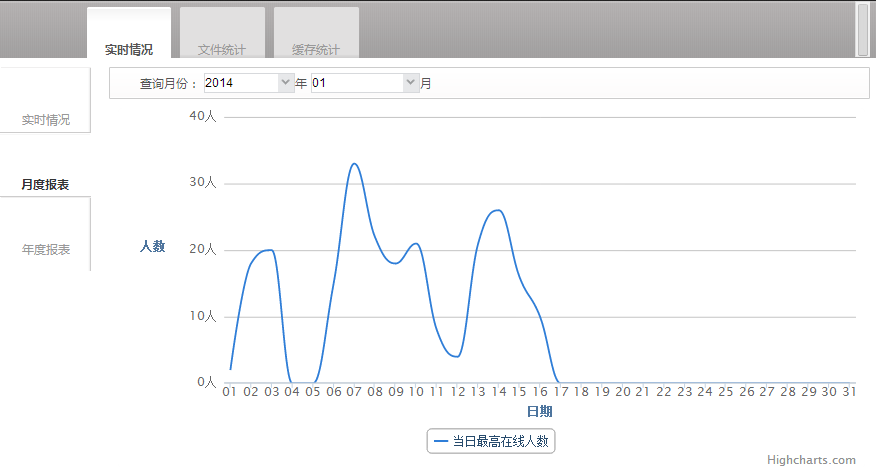 实时情况 文件统计 缓存统计
查询月份： 2014 年 01 月
实时情况
月度报表
年度报表
40人
30人
20人
10人
0人
人数
01 02 03 04 05 06 07 08 09 10 11 12 13 14 15 16 17 18 19 20 21 22 23 24 25 26 27 28 29 30 31
日期
当日最高在线人数
Highcharts.com